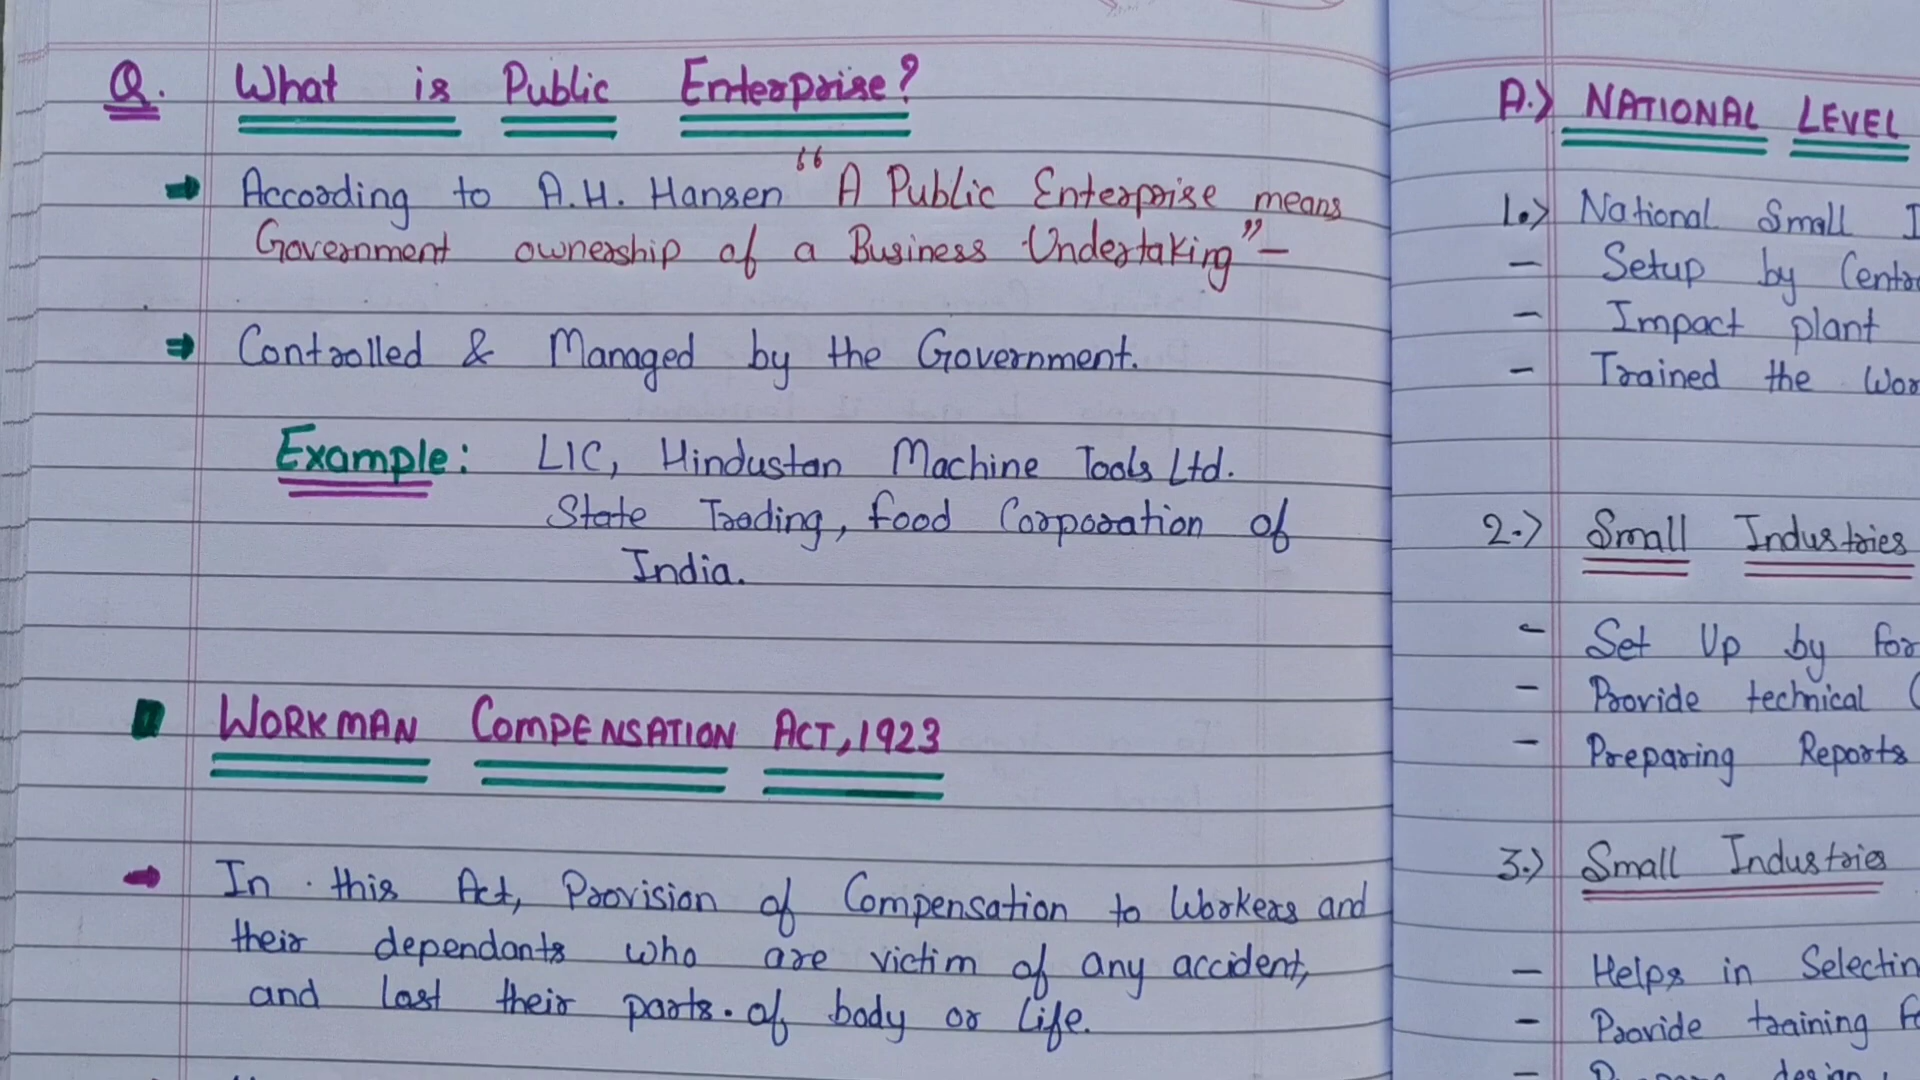 Q. What is Public Enterprise?
→ According to A.H. Hansen "A Public Enterprise means
Government ownership of a Business Undertaking" –
→ Controlled & Managed by the Government.
Example: LIC, Hindustan Machine Tools Ltd.
State Trading, Food Corporation of
India.
WORKMAN COMPENSATION ACT, 1923
→ In this Act, Provision of Compensation to Workers and
their dependants who are victim of any accident,
and lost their parts of body or life.
A.) NATIONAL LEVEL
1.) National Small
– Setup by
– Impact plant
– Trained the
2.) Small Industries
– Set Up by
– Provide technical
– Preparing Reports
3.) Small Industries
– Helps in
– Provide training
– design